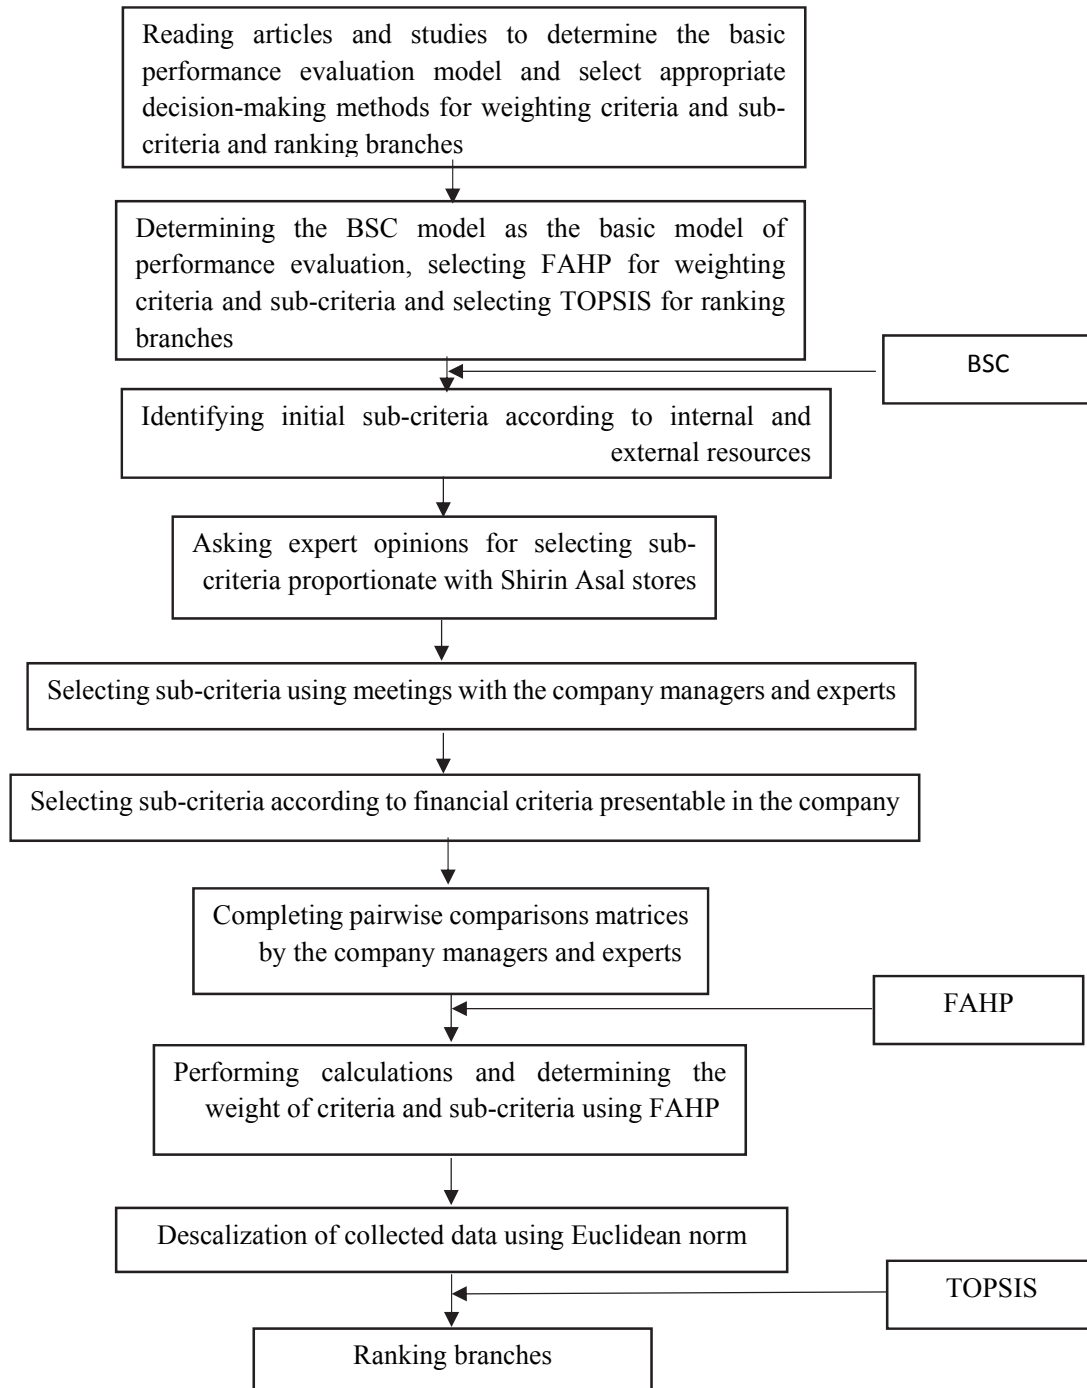 Reading articles and studies to determine the basic
performance evaluation model and select appropriate
decision-making methods for weighting criteria and sub-
criteria and ranking branches
Determining the BSC model as the basic model of
performance evaluation, selecting FAHP for weighting
criteria and sub-criteria and selecting TOPSIS for ranking
branches
BSC
Identifying initial sub-criteria according to internal and
external resources
Asking expert opinions for selecting sub-
criteria proportionate with Shirin Asal stores
Selecting sub-criteria using meetings with the company managers and experts
Selecting sub-criteria according to financial criteria presentable in the company
Completing pairwise comparisons matrices
by the company managers and experts
FAHP
Performing calculations and determining the
weight of criteria and sub-criteria using FAHP
Descalization of collected data using Euclidean norm
TOPSIS
Ranking branches